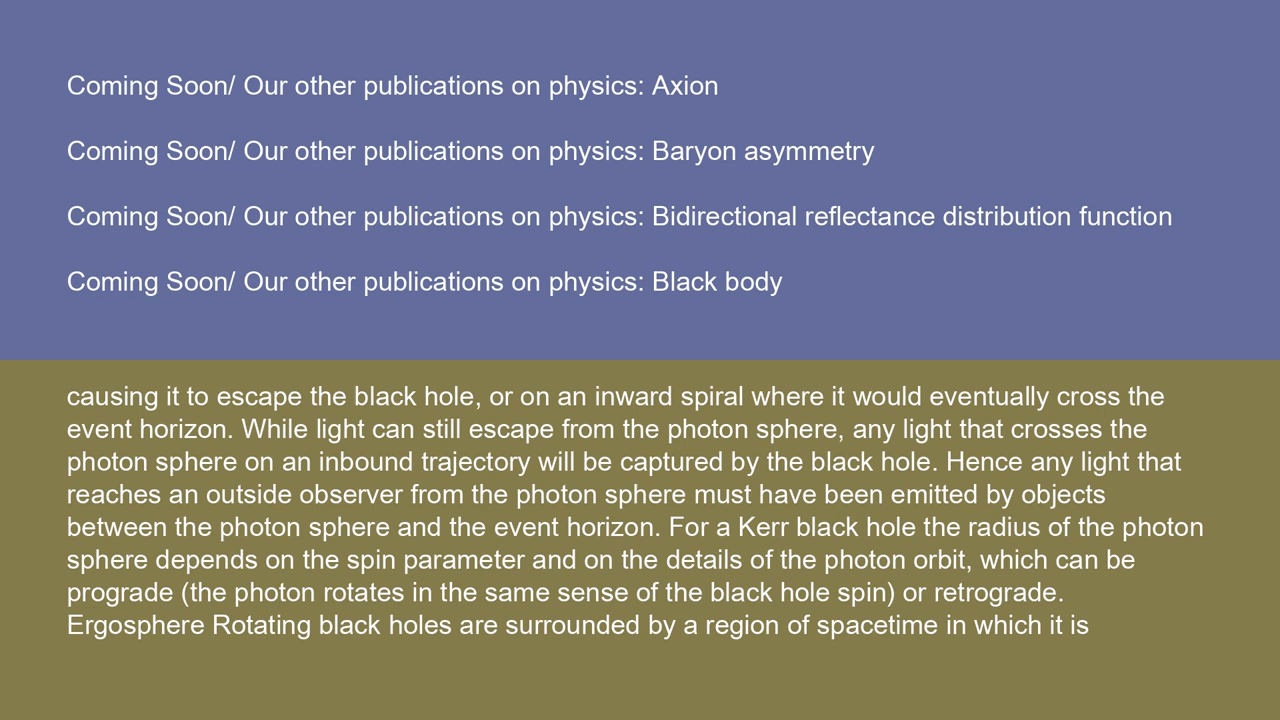 Coming Soon/ Our other publications on physics: Axion
Coming Soon/ Our other publications on physics: Baryon asymmetry
Coming Soon/ Our other publications on physics: Bidirectional reflectance distribution function
Coming Soon/ Our other publications on physics: Black body
causing it to escape the black hole, or on an inward spiral where it would eventually cross the
event horizon. While light can still escape from the photon sphere, any light that crosses the
photon sphere on an inbound trajectory will be captured by the black hole. Hence any light that
reaches an outside observer from the photon sphere must have been emitted by objects
between the photon sphere and the event horizon. For a Kerr black hole the radius of the photon
sphere depends on the spin parameter and on the details of the photon orbit, which can be
prograde (the photon rotates in the same sense of the black hole spin) or retrograde.
Ergosphere Rotating black holes are surrounded by a region of spacetime in which it is